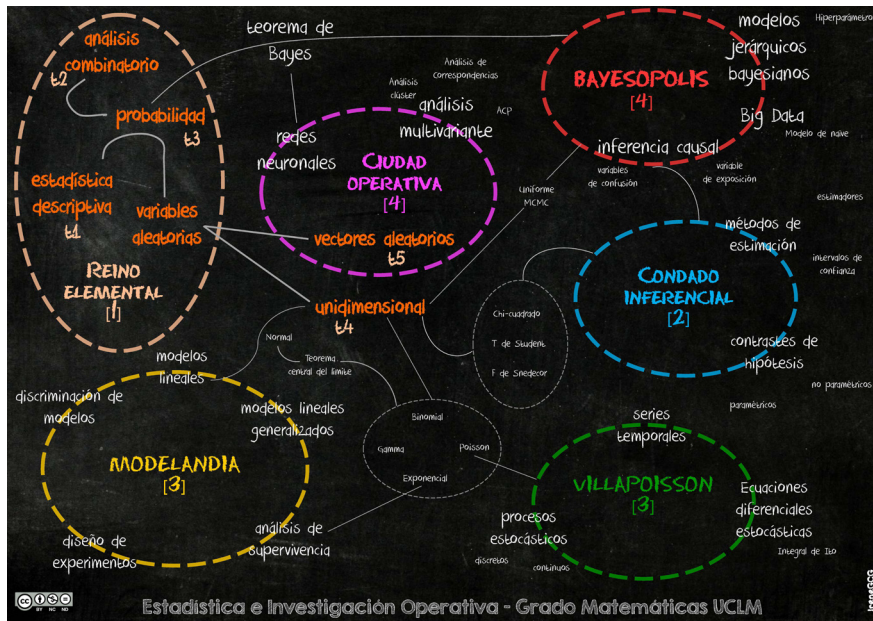 análisis
combinatorio
t2
probabilidad
t3
estadística
descriptiva
t1
variables
aleatorias
REINO
ELEMENTAL
[1]
teorema de
Bayes
redes
neuronales
Análisis de
correspondencias
Análisis
clúster
análisis
multivariante
ACP
CIUDAD
OPERATIVA
[4]
vectores aleatorios
t5
unidimensional
t4
BAYESOPOLIS
[4]
modelos
jerárquicos
bayesianos
Hiperparámetro
Big Data
Modelo de naive
inferencia causal
variables
de confusión
variable
de exposición
Uniforme
MCMC
estimadores
métodos de
estimación
intervalos de
confianza
CONDADO
INFERENCIAL
[2]
contrastes de
hipótesis
no paramétricos
paramétricos
Chi-cuadrado
T de Student
F de Snedecor
Normal
Teorema
central del límite
modelos
lineales
discriminación de
modelos
modelos lineales
generalizados
MODELANDIA
[3]
diseño de
experimentos
análisis de
supervivencia
Binomial
Gamma
Poisson
Exponencial
series
temporales
VILLAPOISSON
[3]
Ecuaciones
diferenciales
estocásticas
Integral de Ito
procesos
estocásticos
discretos
continuos
cc
BY NC ND
Estadística e Investigación Operativa - Grado Matemáticas UCLM
IreneGCG